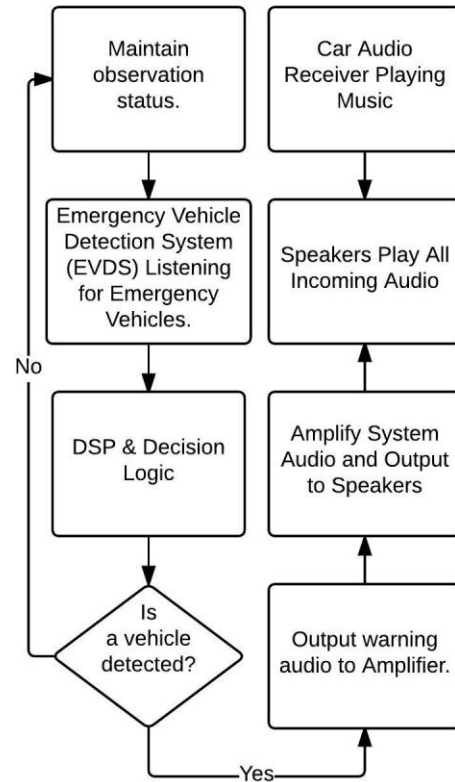 Maintain
observation
status.
Emergency Vehicle
Detection System
(EVDS) Listening
for Emergency
Vehicles.
DSP & Decision
Logic
Is
a vehicle
detected?
No
Yes
Car Audio
Receiver Playing
Music
Speakers Play All
Incoming Audio
Amplify System
Audio and Output
to Speakers
Output warning
audio to Amplifier.